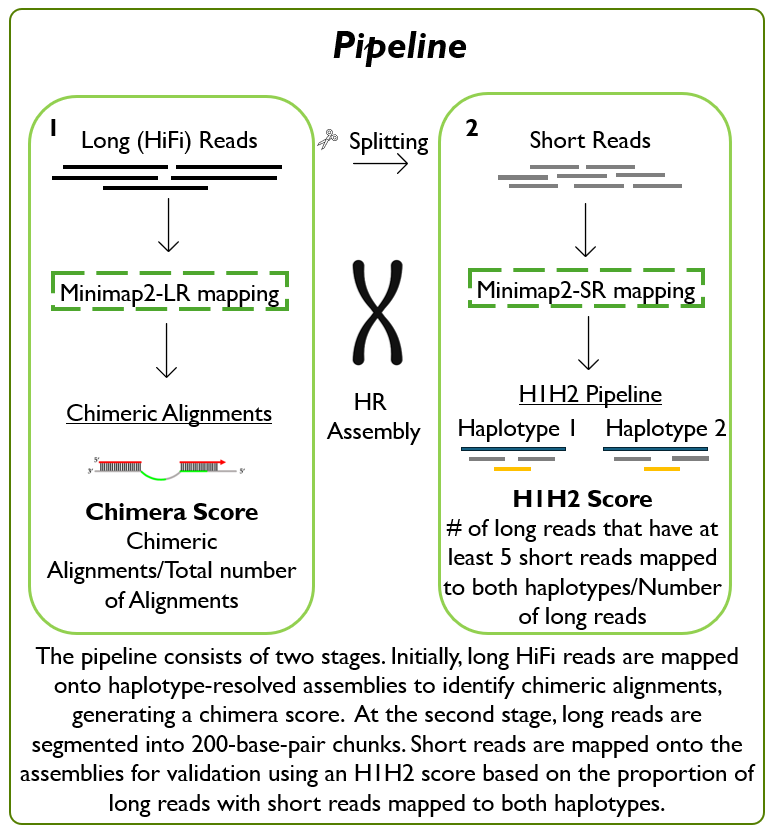 Pipeline
1
Long (HiFi) Reads
Minimap2-LR mapping
Chimeric Alignments
5'
3'
5'
Chimera Score
Chimeric
Alignments/Total number
of Alignments
Splitting
HR
Assembly
2
Short Reads
Minimap2-SR mapping
H1H2 Pipeline
Haplotype 1 Haplotype 2
H1H2 Score
# of long reads that have at
least 5 short reads mapped
to both haplotypes/Number
of long reads
The pipeline consists of two stages. Initially, long HiFi reads are mapped
onto haplotype-resolved assemblies to identify chimeric alignments,
generating a chimera score. At the second stage, long reads are
segmented into 200-base-pair chunks. Short reads are mapped onto the
assemblies for validation using an H1H2 score based on the proportion of
long reads with short reads mapped to both haplotypes.